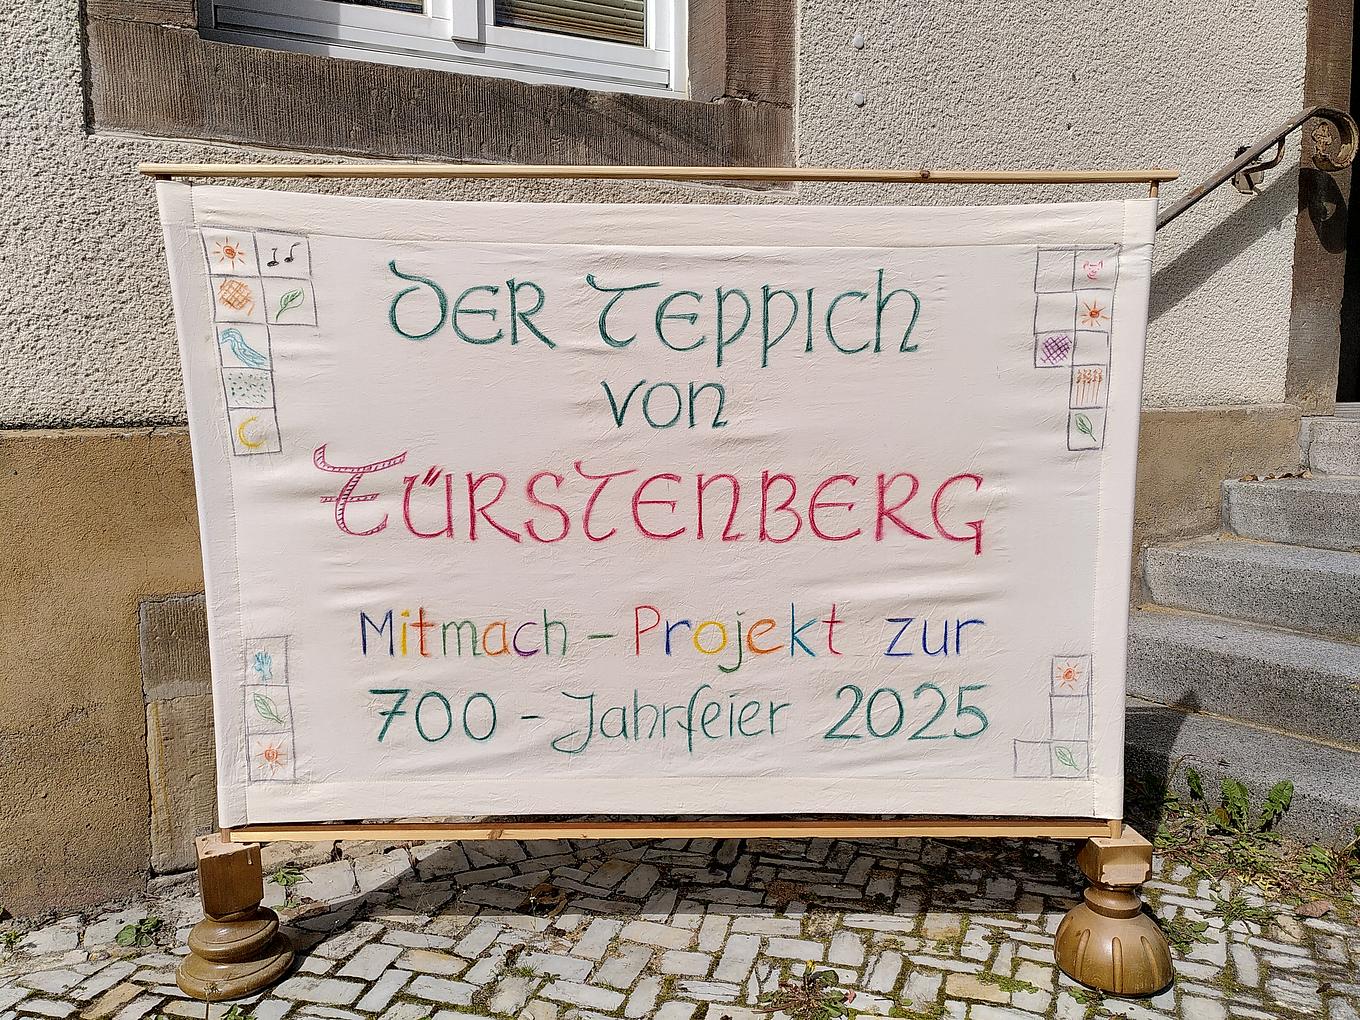 DER TEPPICH
VON
FÜRSTENBERG
Mitmach - Projekt zur
700 - Jahrfeier 2025